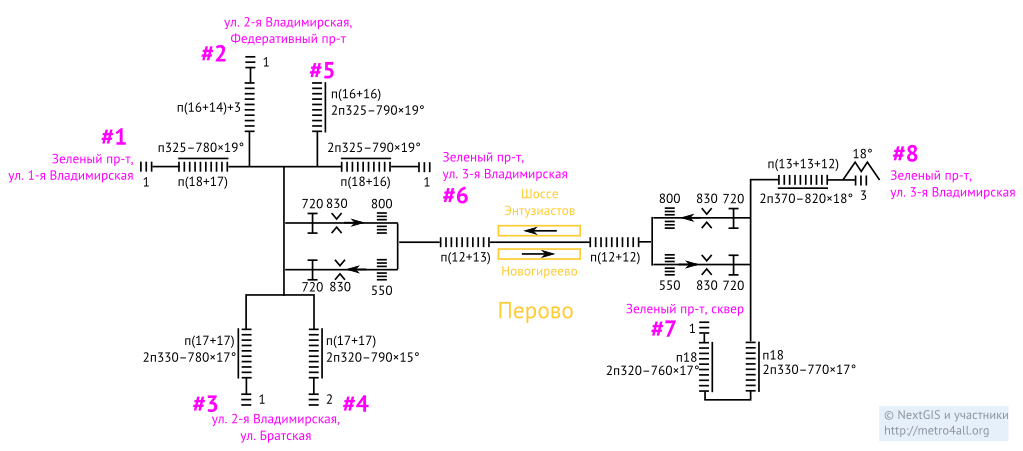 ул. 2-я Владимирская,
Федеративный пр-т
#2
1
#5
п(16+14)+3
п(16+16)
2п325–790×19°
#1
Зеленый пр-т,
ул. 1-я Владимирская
1
п325–780×19°
п(18+17)
2п325–790×19°
п(18+16)
1
Зеленый пр-т,
ул. 3-я Владимирская
#6
720 830 800
720 830 550
п(12+13)
Шоссе
Энтузиастов
Новогиреево
Перово
п(12+12)
800 830 720
550 830 720
п(13+13+12)
2п370–820×18°
18°
3
#8
Зеленый пр-т,
ул. 3-я Владимирская
Зеленый пр-т, сквер
#7
1
п18
2п320–760×17°
п18
2п330–770×17°
п(17+17)
2п330–780×17°
п(17+17)
2п320–790×15°
#3
1
2
#4
ул. 2-я Владимирская,
ул. Братская
© NextGIS и участники
http://metro4all.org